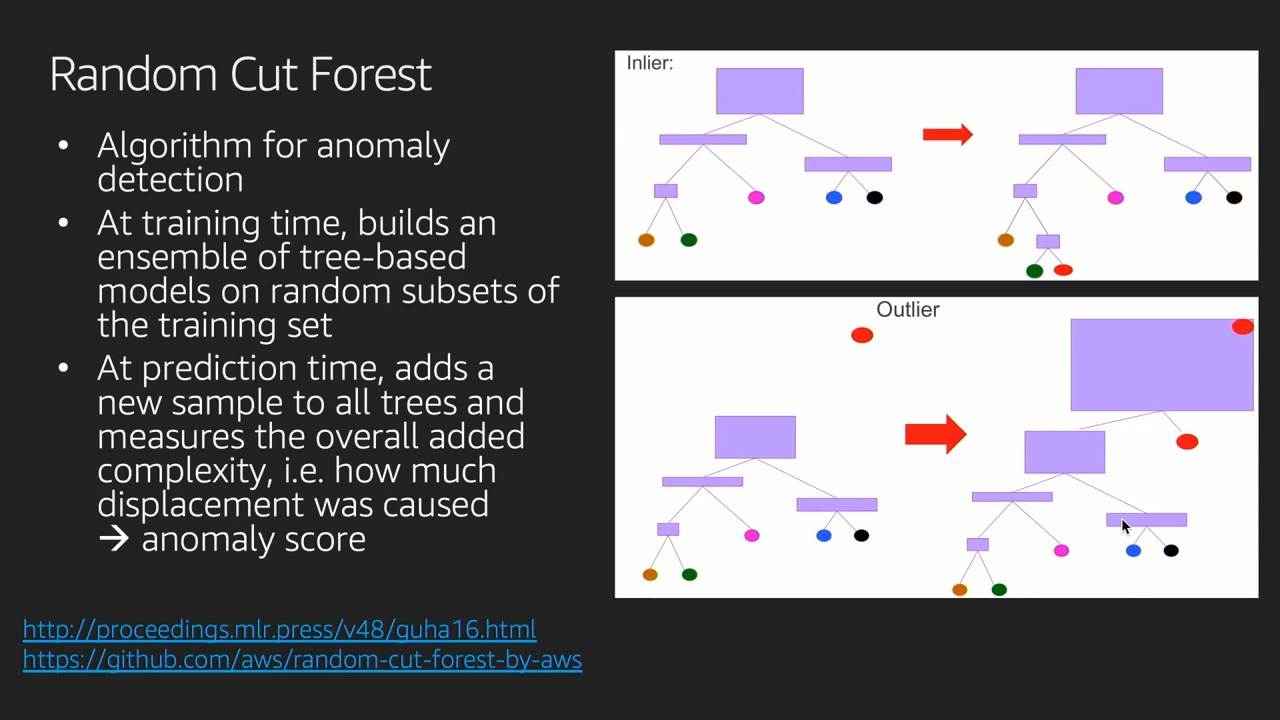 Random Cut Forest
• Algorithm for anomaly
detection
• At training time, builds an
ensemble of tree-based
models on random subsets of
the training set
• At prediction time, adds a
new sample to all trees and
measures the overall added
complexity, i.e. how much
displacement was caused
→ anomaly score
http://proceedings.mlr.press/v48/guha16.html
https://github.com/aws/random-cut-forest-by-aws
Inlier:
Outlier